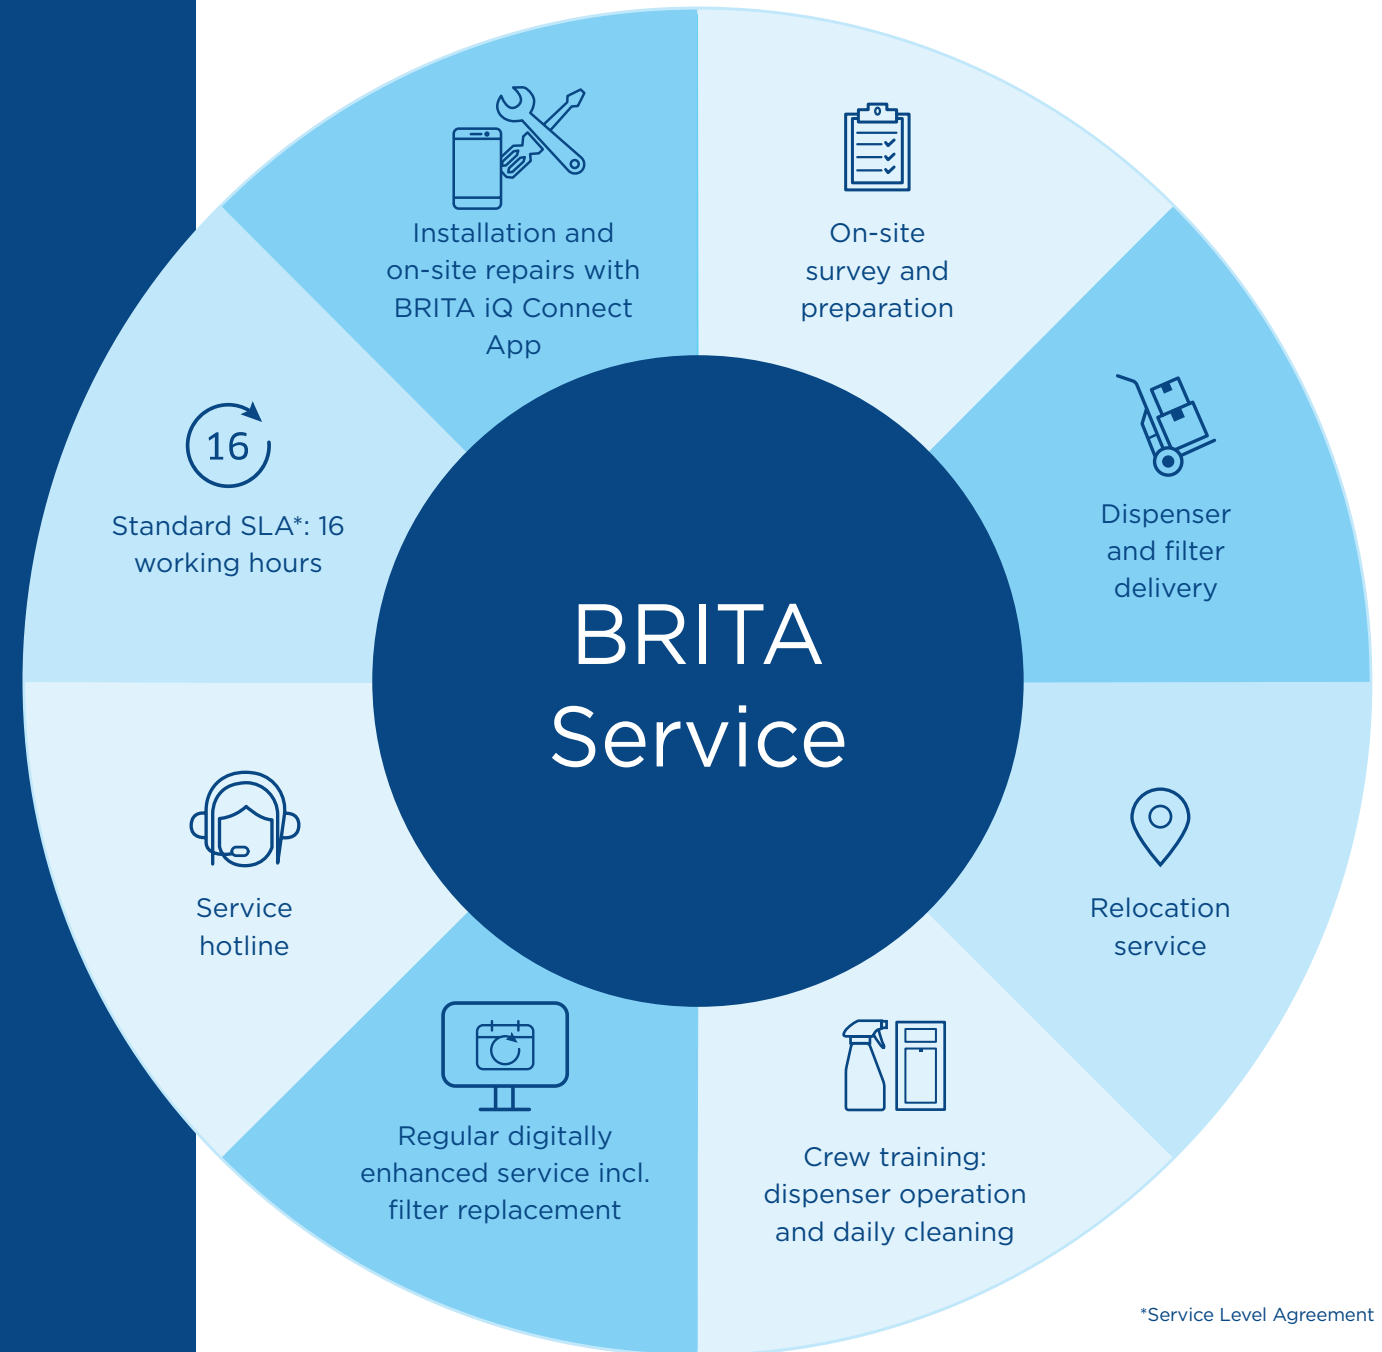 Installation and
on-site repairs with
BRITA iQ Connect
App
On-site
survey and
preparation
16
Standard SLA*: 16
working hours
Dispenser
and filter
delivery
BRITA
Service
Service
hotline
Relocation
service
Regular digitally
enhanced service incl.
filter replacement
Crew training:
dispenser operation
and daily cleaning
*Service Level Agreement